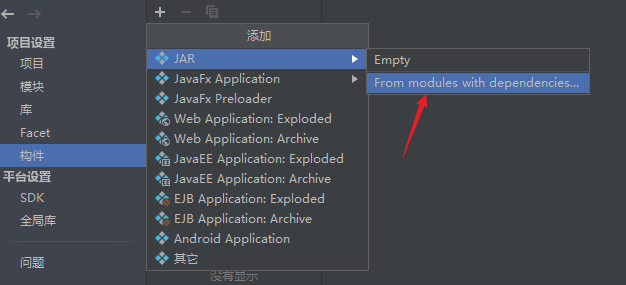 项目设置
项目
模块
库
Facet
构件
平台设置
SDK
全局库
问题
添加
JAR
JavaFx Application
JavaFx Preloader
Web Application: Exploded
Web Application: Archive
JavaEE Application: Exploded
JavaEE Application: Archive
EJB Application: Exploded
EJB Application: Archive
Android Application
其它
没有显示
Empty
From modules with dependencies...